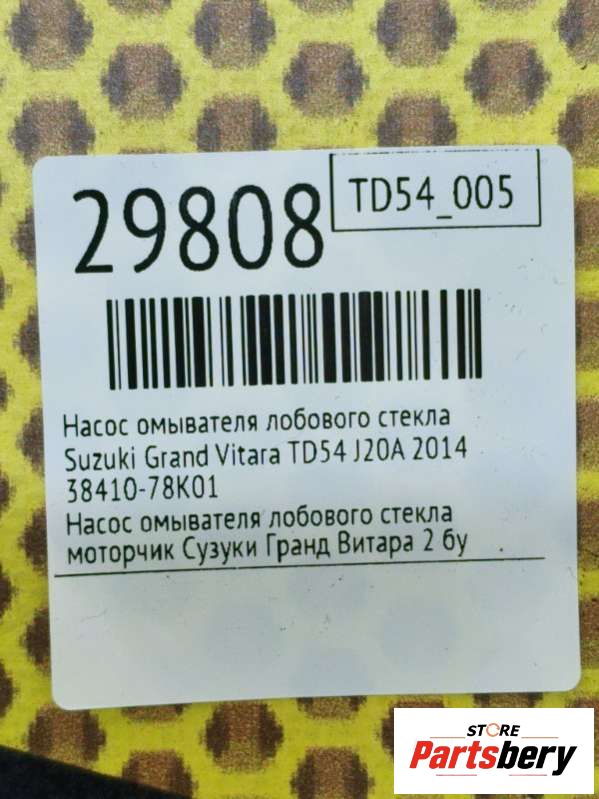 29808
TD54_005
Насос омывателя лобового стекла
Suzuki Grand Vitara TD54 J20A 2014
38410-78K01
Насос омывателя лобового стекла
моторчик Сузуки Гранд Витара 2 бу
STORE
Partsbery